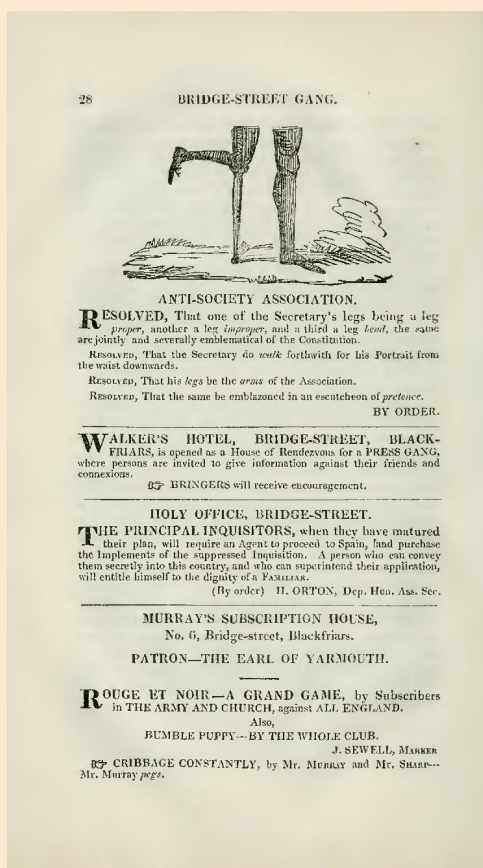 28 BRIDGE-STREET GANG.
ANTI-SOCIETY ASSOCIATION.
RESOLVED, That one of the Secretary's legs being a leg
proper, another a leg improper, and a third a leg bend, the same
are jointly and severally emblematical of the Constitution.
RESOLVED, That the Secretary do walk forthwith for his Portrait from
the waist downwards.
RESOLVED, That his legs be the arms of the Association.
RESOLVED, That the same be emblazoned in an escutcheon of pretence.
BY ORDER.
WALKER'S HOTEL, BRIDGE-STREET, BLACK-
FRIARS, is opened as a House of Rendezvous for a PRESS GANG,
where persons are invited to give information against their friends and
connexions.
☞ BRINGERS will receive encouragement.
HOLY OFFICE, BRIDGE-STREET.
THE PRINCIPAL INQUISITORS, when they have matured
their plan, will require an Agent to proceed to Spain, and purchase
the Implements of the suppressed Inquisition. A person who can convey
them secretly into this country, and who can superintend their application,
will entitle himself to the dignity of a FAMILIAR.
(By order) H. ORTON, Dep. Hon. Ass. Sec.
MURRAY'S SUBSCRIPTION HOUSE,
No. 6, Bridge-street, Blackfriars.
PATRON—THE EARL OF YARMOUTH.
ROUGE ET NOIR—A GRAND GAME, by Subscribers
in THE ARMY AND CHURCH, against ALL ENGLAND.
Also,
BUMBLE PUPPY—BY THE WHOLE CLUB.
J. SEWELL, MARKER
☞ CRIBBAGE CONSTANTLY, by Mr. MURRAY and Mr. SHARP—
Mr. Murray pegs.